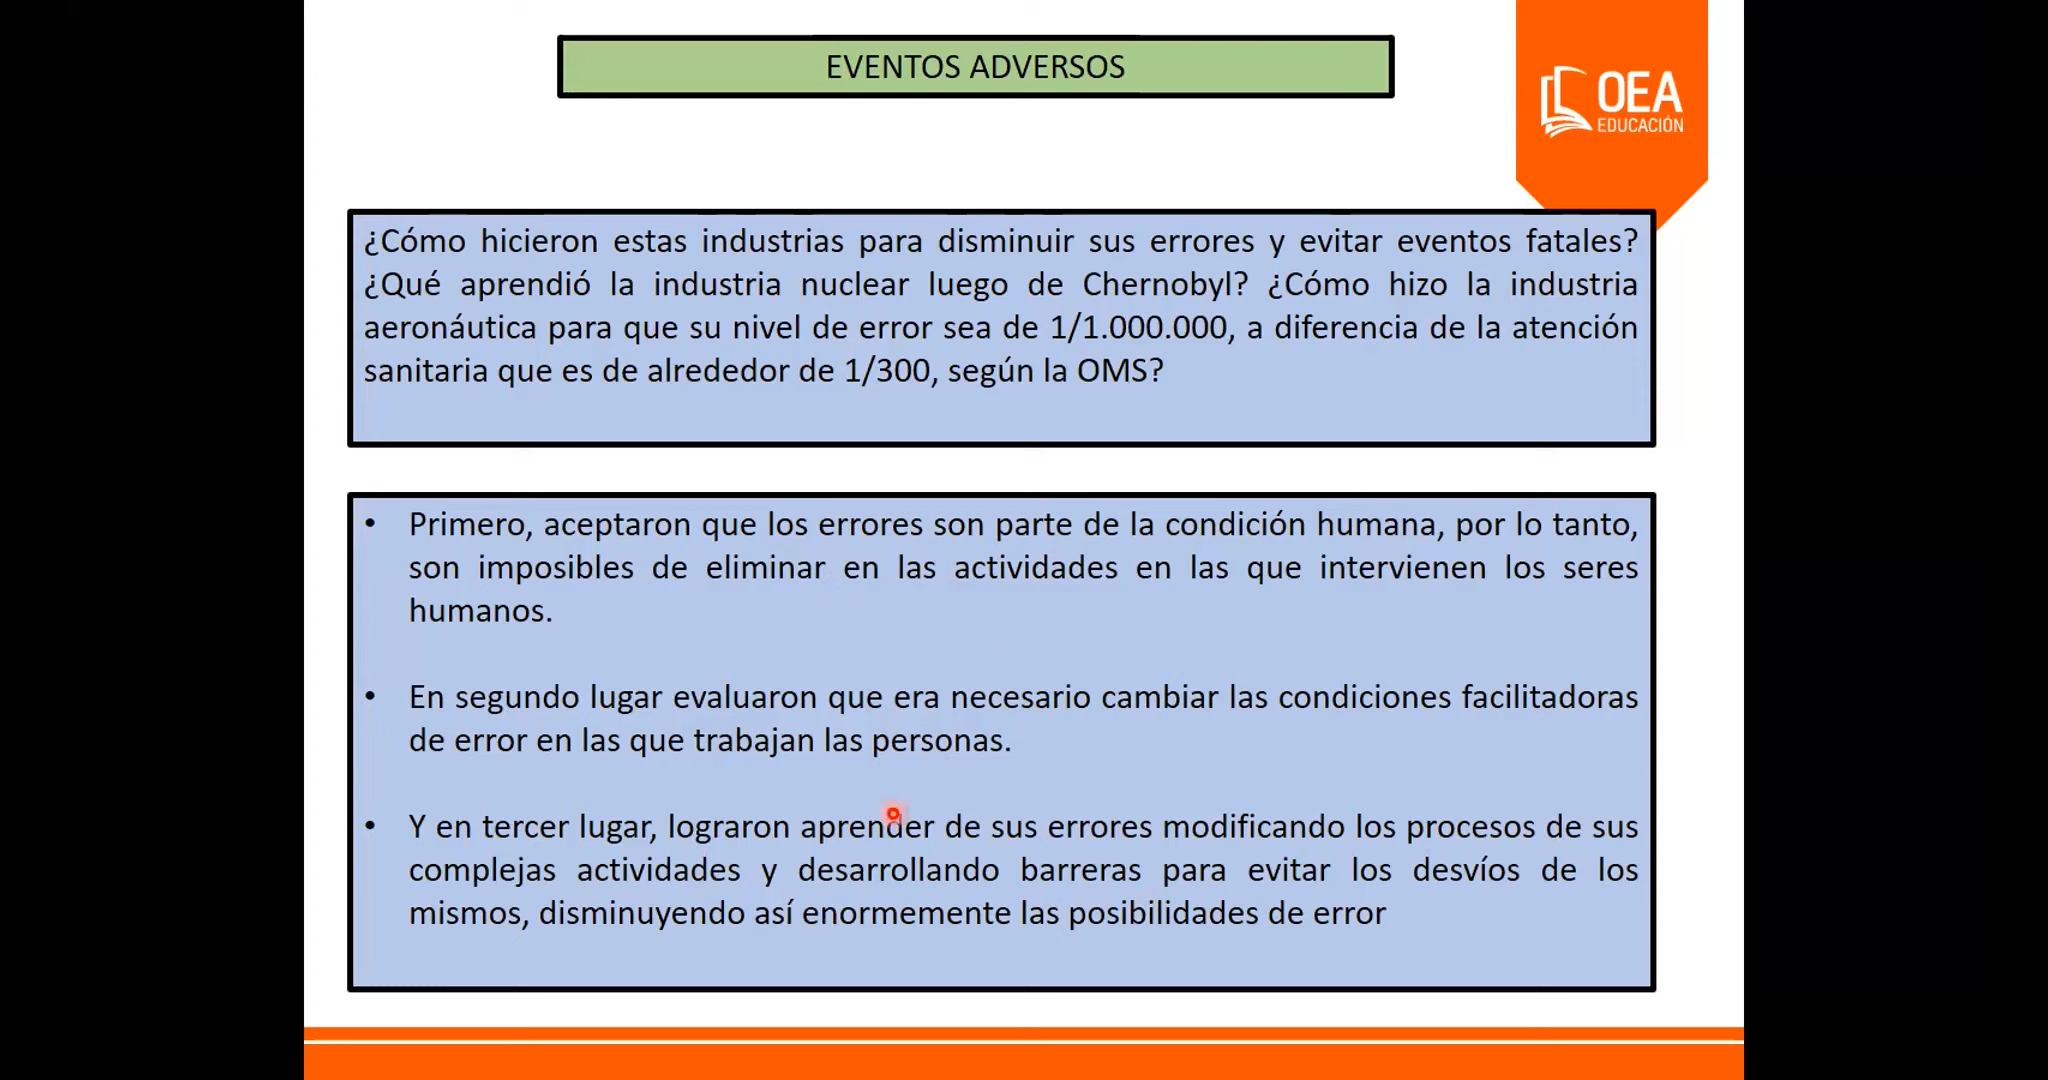 EVENTOS ADVERSOS
OEA
EDUCACIÓN
¿Cómo hicieron estas industrias para disminuir sus errores y evitar eventos fatales?
¿Qué aprendió la industria nuclear luego de Chernobyl? ¿Cómo hizo la industria
aeronáutica para que su nivel de error sea de 1/1.000.000, a diferencia de la atención
sanitaria que es de alrededor de 1/300, según la OMS?
• Primero, aceptaron que los errores son parte de la condición humana, por lo tanto,
son imposibles de eliminar en las actividades en las que intervienen los seres
humanos.
• En segundo lugar evaluaron que era necesario cambiar las condiciones facilitadoras
de error en las que trabajan las personas.
• Y en tercer lugar, lograron aprender de sus errores modificando los procesos de sus
complejas actividades y desarrollando barreras para evitar los desvíos de los
mismos, disminuyendo así enormemente las posibilidades de error